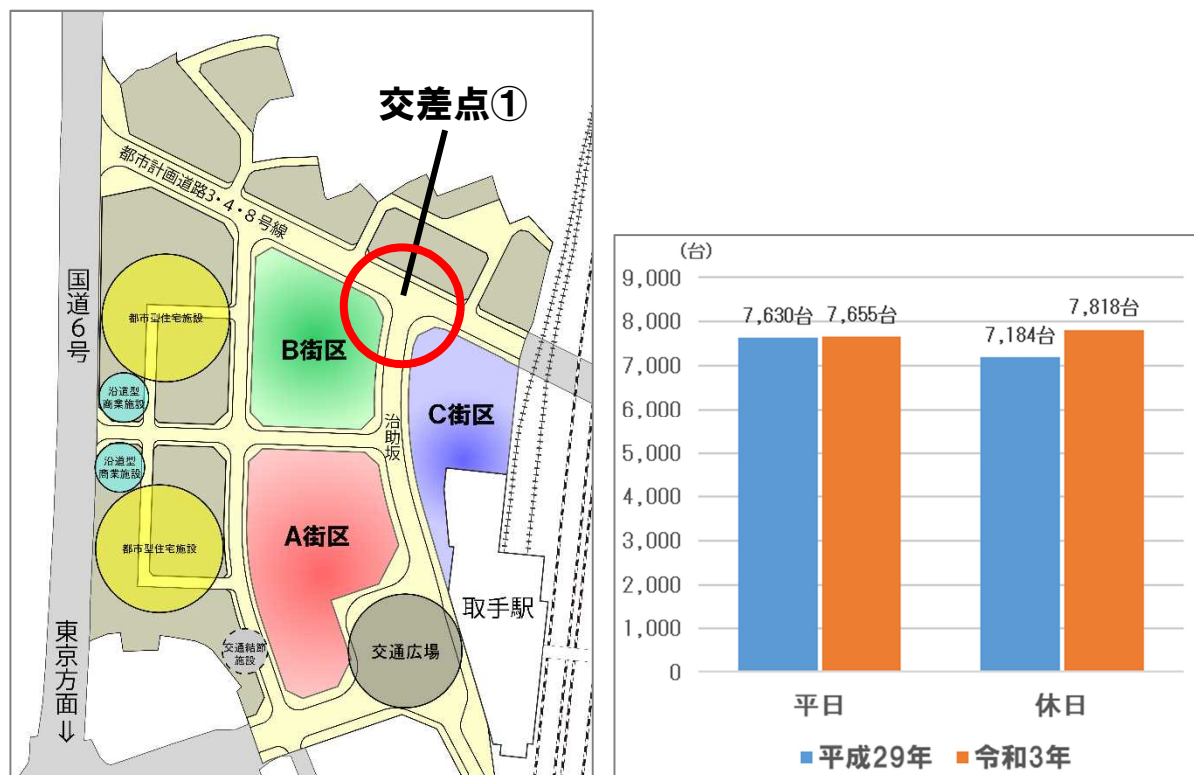 交差点①
都市計画道路3・4・8号線
国道6号
都市型住宅施設
B街区
沿道型
商業施設
C街区
治助坂
沿道型
商業施設
A街区
都市型住宅施設
取手駅
交通結節
施設
交通広場
東京方面↓
(台)
9,000
8,000
7,000
6,000
5,000
4,000
3,000
2,000
1,000
0
7,630台
7,655台
7,184台
7,818台
平日
休日
平成29年
令和3年